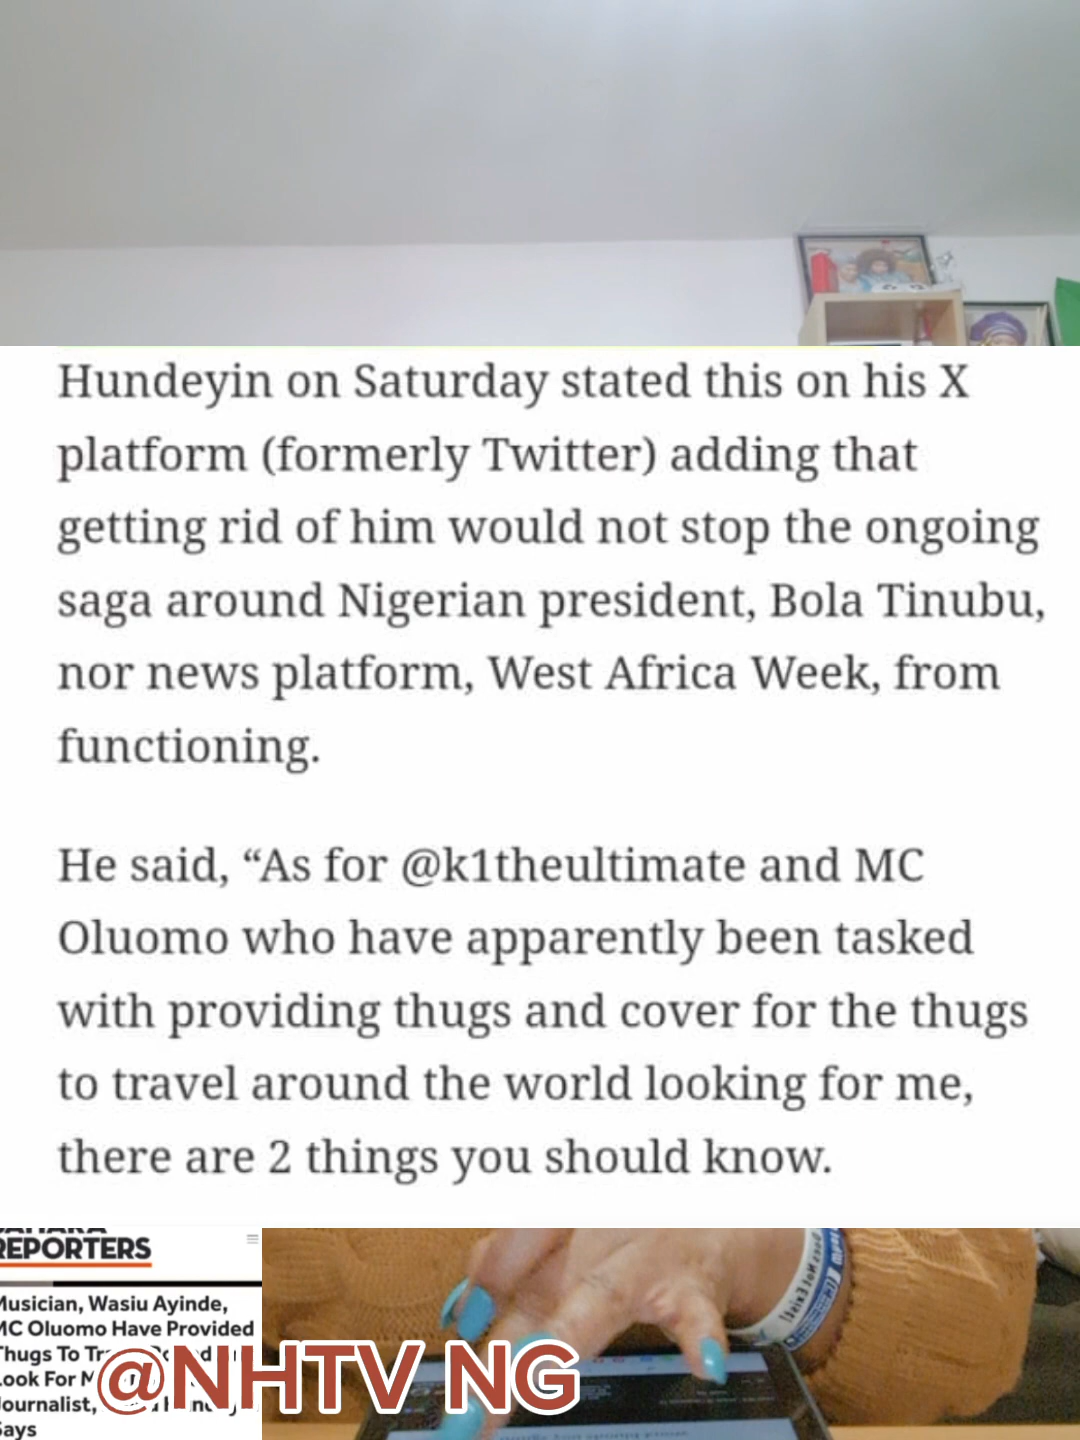 Hundeyin on Saturday stated this on his X
platform (formerly Twitter) adding that
getting rid of him would not stop the ongoing
saga around Nigerian president, Bola Tinubu,
nor news platform, West Africa Week, from
functioning.
He said, “As for @k1theultimate and MC
Oluomo who have apparently been tasked
with providing thugs and cover for the thugs
to travel around the world looking for me,
there are 2 things you should know.
REPORTERS
Musician, Wasiu Ayinde,
MC Oluomo Have Provided
Thugs To
Look For
Journalist,
Says
@NHTV NG